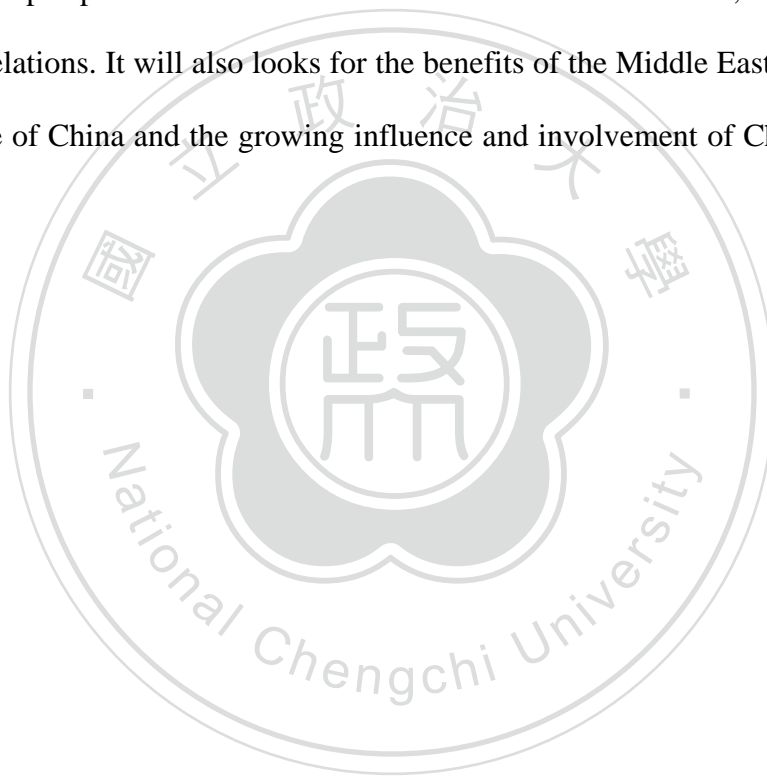 elations. It will also looks for the benefits of the Middle East
e of China and the growing influence and involvement of Cl
國立政治大學
政大
National Chengchi University